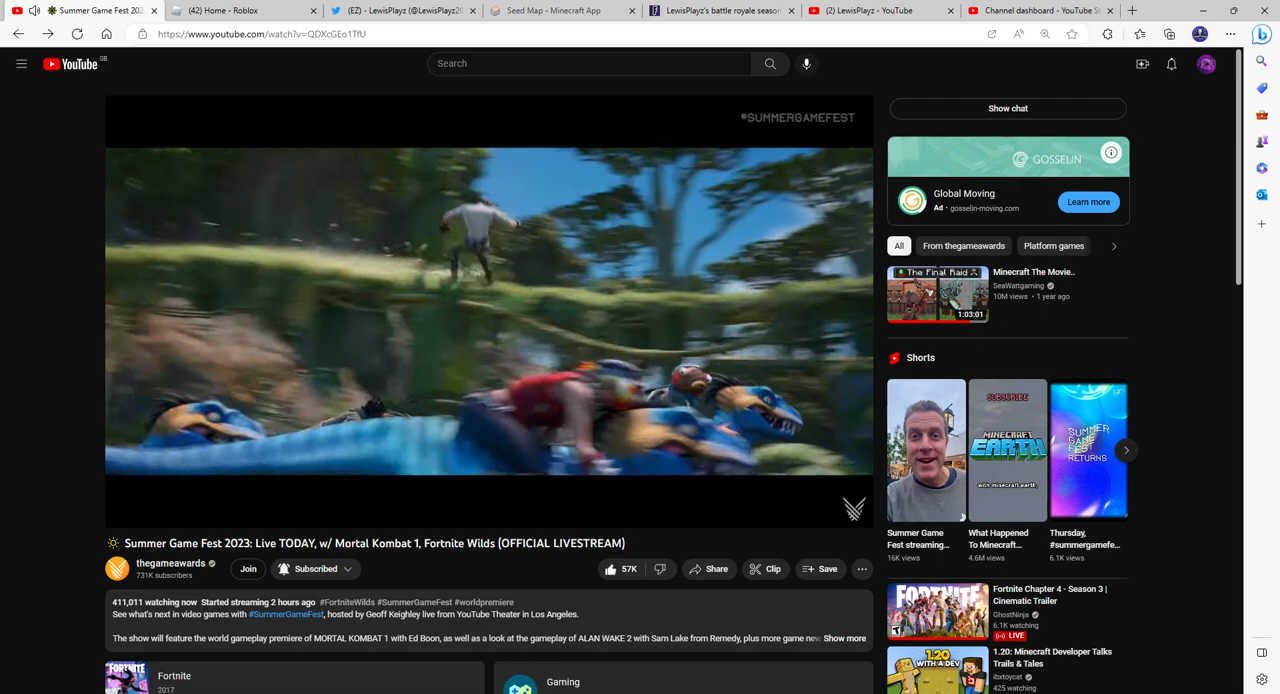 Summer Game Fest 202
(42) Home - Roblox
(EZ) - LewisPlayz (@LewisPlayz20
Seed Map - Minecraft App
LewisPlayz's battle royale season
(2) LewisPlayz - YouTube
Channel dashboard - YouTube St
https://www.youtube.com/watch?v=QDXcGEo1TfU
YouTube GB
Search
#SUMMERGAMEFEST
Show chat
GOSSELIN
Global Moving
Ad · gosselin-moving.com
Learn more
All
From thegameawards
Platform games
The Final Raid
1:03:01
Minecraft The Movie..
SeaWattgaming
10M views • 1 year ago
Shorts
SUBSCRIBE
MINECRAFT
EARTH
with minecraft earth.
SUMMER
GAME
FEST
RETURNS
Summer Game
Fest streaming...
16K views
What Happened
To Minecraft...
4.6M views
Thursday,
#summergamefe...
6.1K views
Summer Game Fest 2023: Live TODAY, w/ Mortal Kombat 1, Fortnite Wilds (OFFICIAL LIVESTREAM)
thegameawards
731K subscribers
Join
Subscribed
57K
Share
Clip
Save
411,011 watching now Started streaming 2 hours ago #FortniteWilds #SummerGameFest #worldpremiere
See what's next in video games with #SummerGameFest, hosted by Geoff Keighley live from YouTube Theater in Los Angeles.
The show will feature the world gameplay premiere of MORTAL KOMBAT 1 with Ed Boon, as well as a look at the gameplay of ALAN WAKE 2 with Sam Lake from Remedy, plus more game new Show more
FORTNITE
Fortnite
2017
Gaming
FORTNITE
Fortnite Chapter 4 - Season 3 |
Cinematic Trailer
GhostNinja
6.1K watching
LIVE
1.20
WITH A DEV
1.20: Minecraft Developer Talks
Trails & Tales
ibxtoycat
425 watching